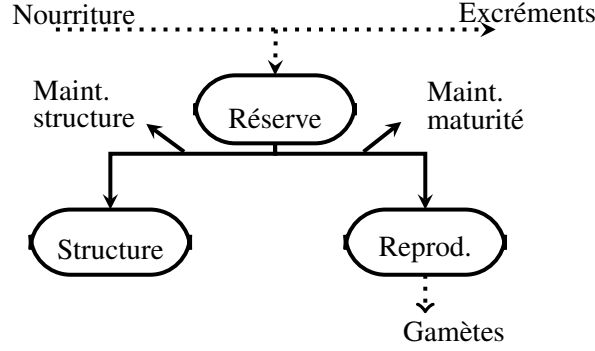 Nourriture
Excréments
Maint.
structure
Réserve
Maint.
maturité
Structure
Reprod.
Gamètes